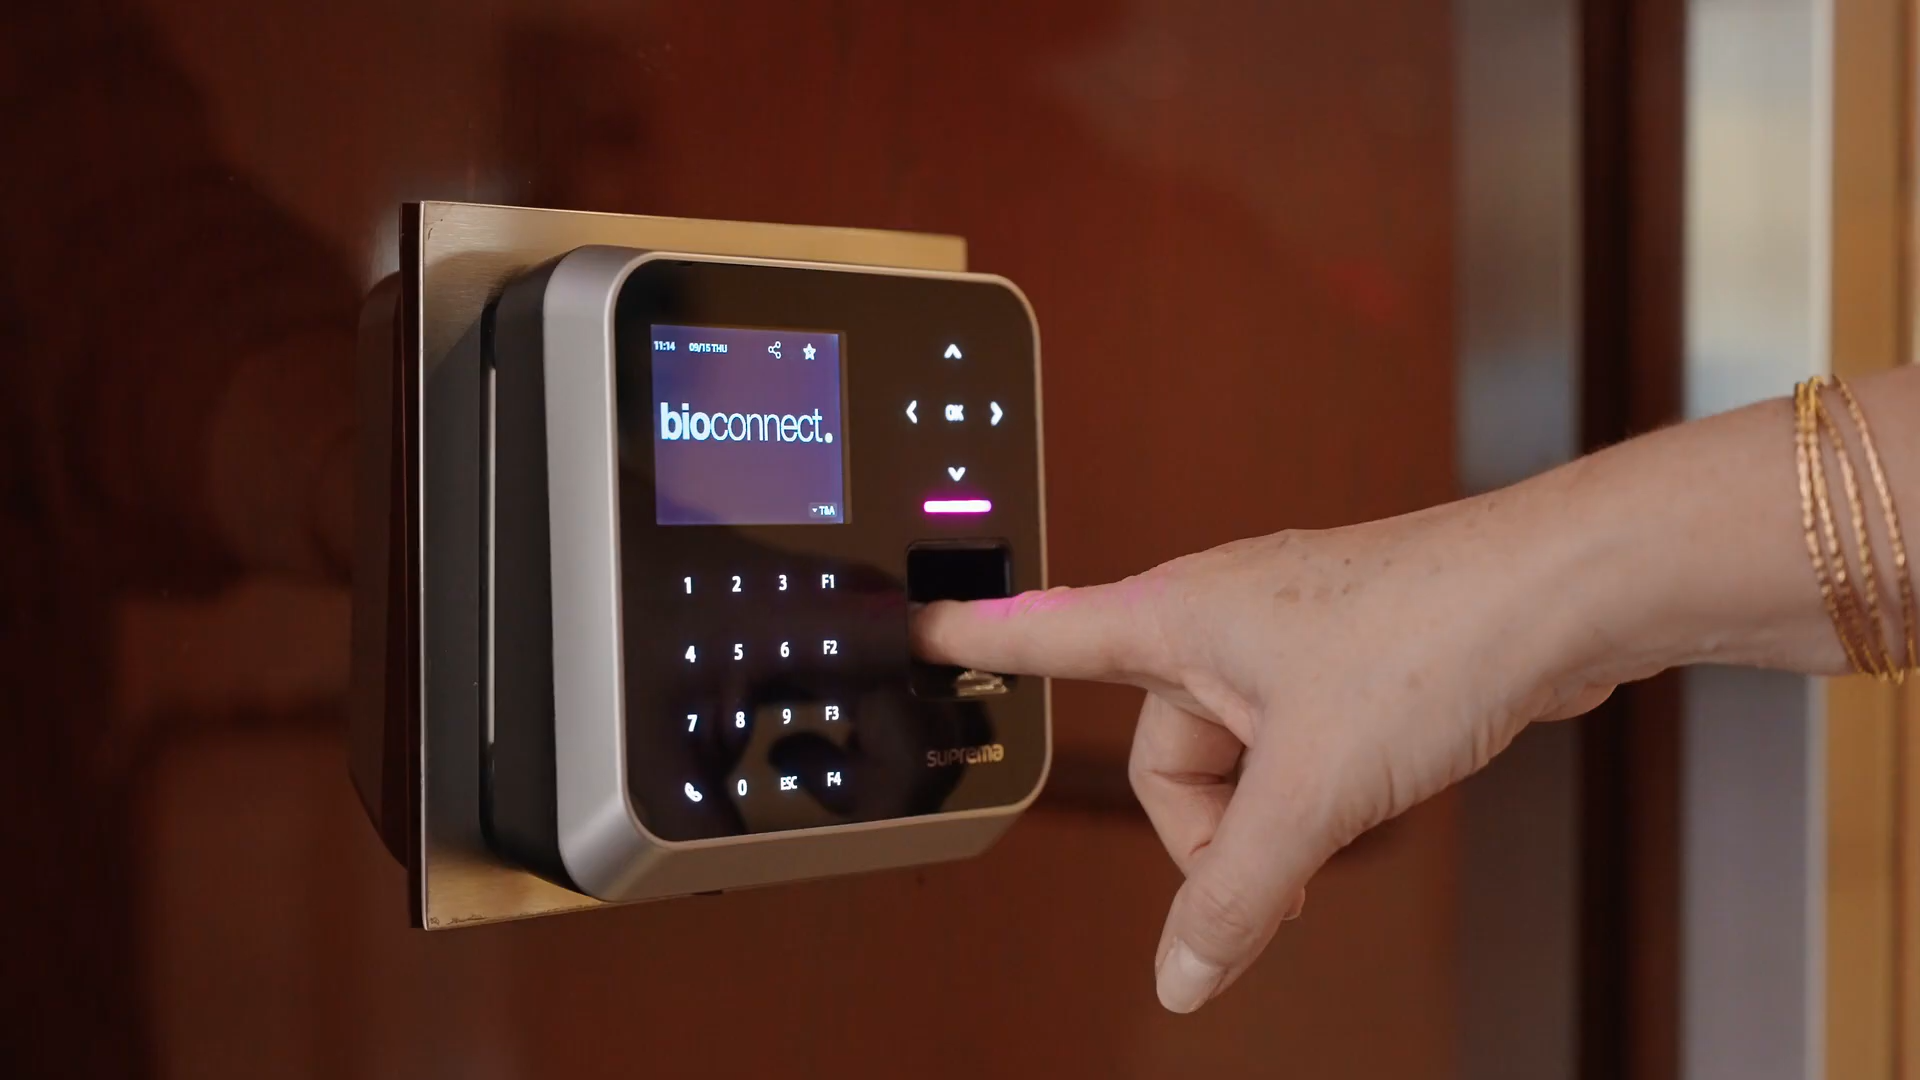 11:14 09/15 THU
bioconnect.
T&A
OK
1 2 3 F1
4 5 6 F2
7 8 9 F3
0 ESC F4
suprema